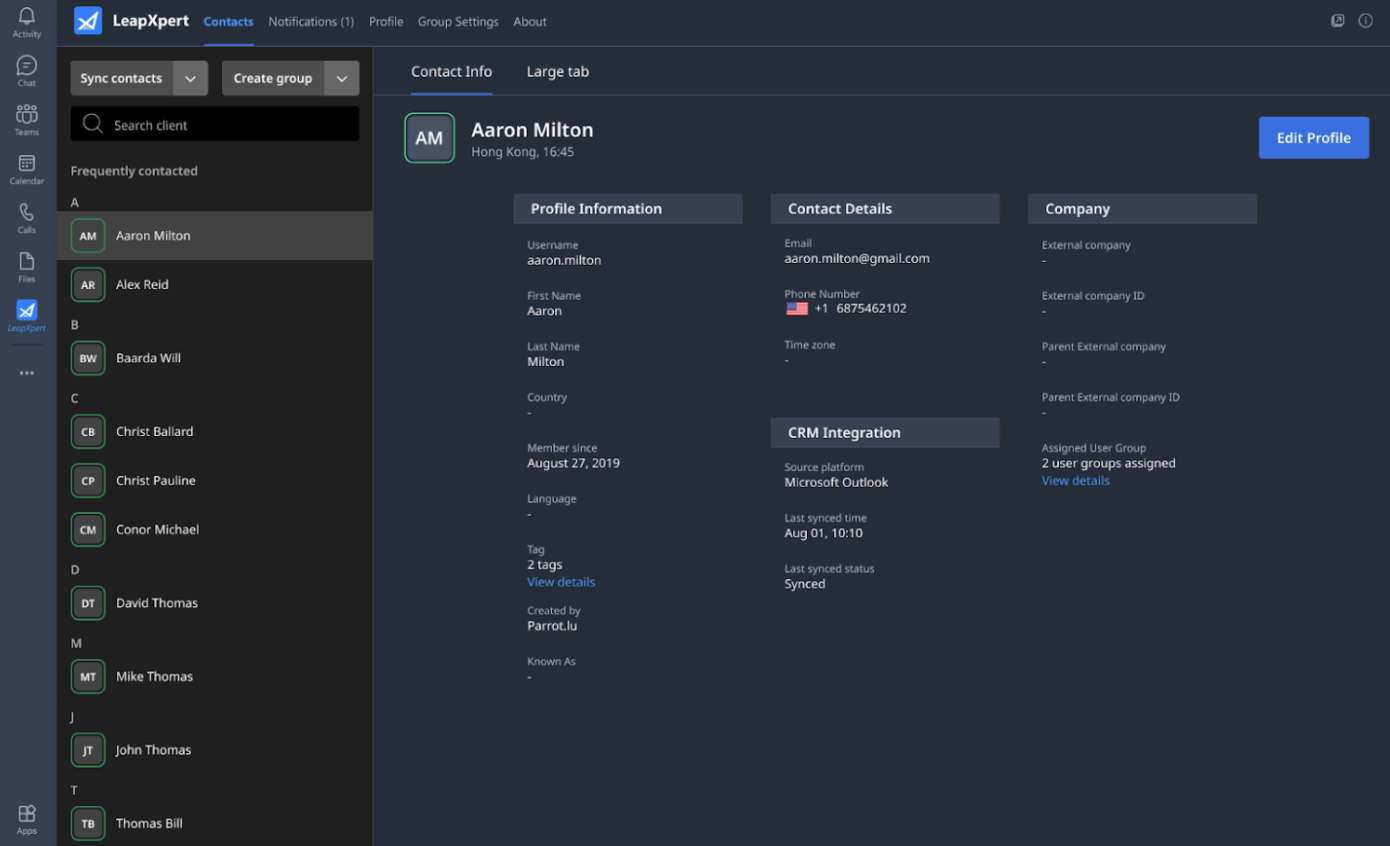 Activity
Chat
Teams
Calendar
Calls
Files
LeapXpert
Apps
LeapXpert Contacts Notifications (1) Profile Group Settings About
Sync contacts Create group
Search client
Frequently contacted
A
AM Aaron Milton
AR Alex Reid
B
BW Baarda Will
C
CB Christ Ballard
CP Christ Pauline
CM Conor Michael
D
DT David Thomas
M
MT Mike Thomas
J
JT John Thomas
T
TB Thomas Bill
Contact Info Large tab
AM Aaron Milton
Hong Kong, 16:45
Edit Profile
Profile Information
Username
aaron.milton
First Name
Aaron
Last Name
Milton
Country
-
Member since
August 27, 2019
Language
-
Tag
2 tags
View details
Created by
Parrot.lu
Known As
-
Contact Details
Email
aaron.milton@gmail.com
Phone Number
+1 6875462102
Time zone
-
CRM Integration
Source platform
Microsoft Outlook
Last synced time
Aug 01, 10:10
Last synced status
Synced
Company
External company
-
External company ID
-
Parent External company
-
Parent External company ID
-
Assigned User Group
2 user groups assigned
View details